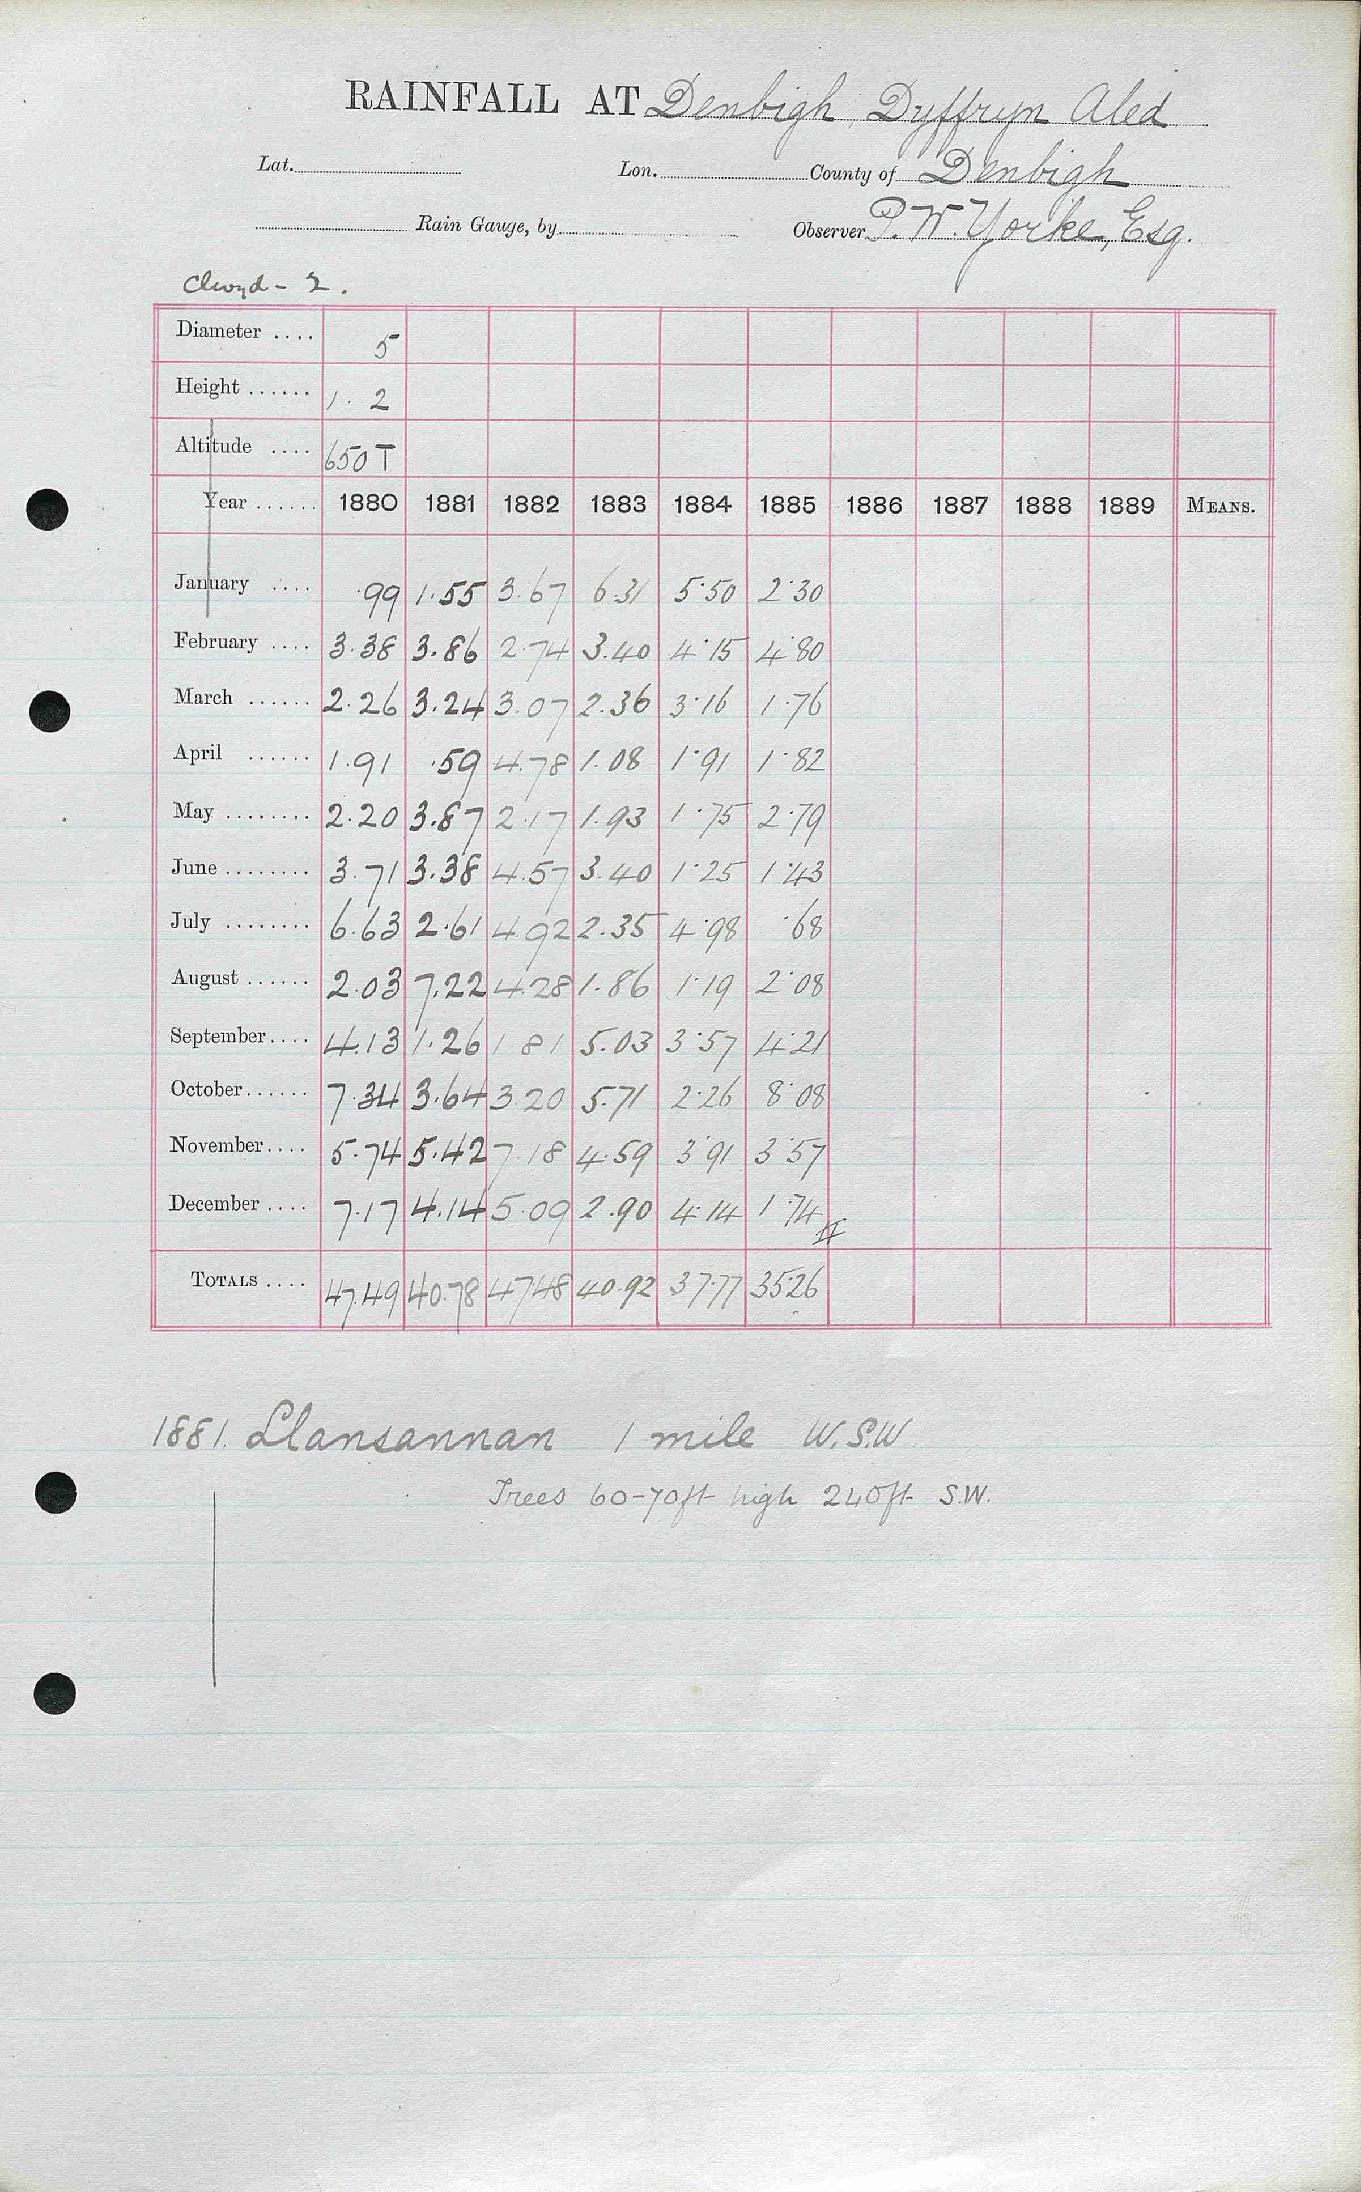 RAINFALL AT Denbigh, Dyffryn Aled
Lat. Lon. County of Denbigh
Rain Gauge, by Observer P. W. Yorke, Esq.
Clwyd - 2.
Diameter .... 5
Height ...... 1. 2
Altitude .... 650 T
Year ...... 1880 1881 1882 1883 1884 1885 1886 1887 1888 1889 MEANS.
January .... .99 1.55 3.67 6.31 5.50 2.30
February .... 3.38 3.86 2.74 3.40 4.15 4.80
March ...... 2.26 3.24 3.07 2.36 3.16 1.76
April ...... 1.91 .59 4.78 1.08 1.91 1.82
May ........ 2.20 3.87 2.17 1.93 1.75 2.79
June ........ 3.71 3.38 4.57 3.40 1.25 1.43
July ........ 6.63 2.61 4.92 2.35 4.98 .68
August ...... 2.03 7.22 4.28 1.86 1.19 2.08
September .... 4.13 1.26 1 81 5.03 3.57 4.21
October ...... 7.34 3.64 3.20 5.71 2.26 8.08
November .... 5.74 5.42 7.18 4.59 3.91 3.57
December .... 7.17 4.14 5.09 2.90 4.14 1.74
TOTALS .... 47.49 40.78 47.48 40.92 37.77 35.26
1881. Llansannan 1 mile W.S.W
Trees 60-70ft high 240ft S.W.